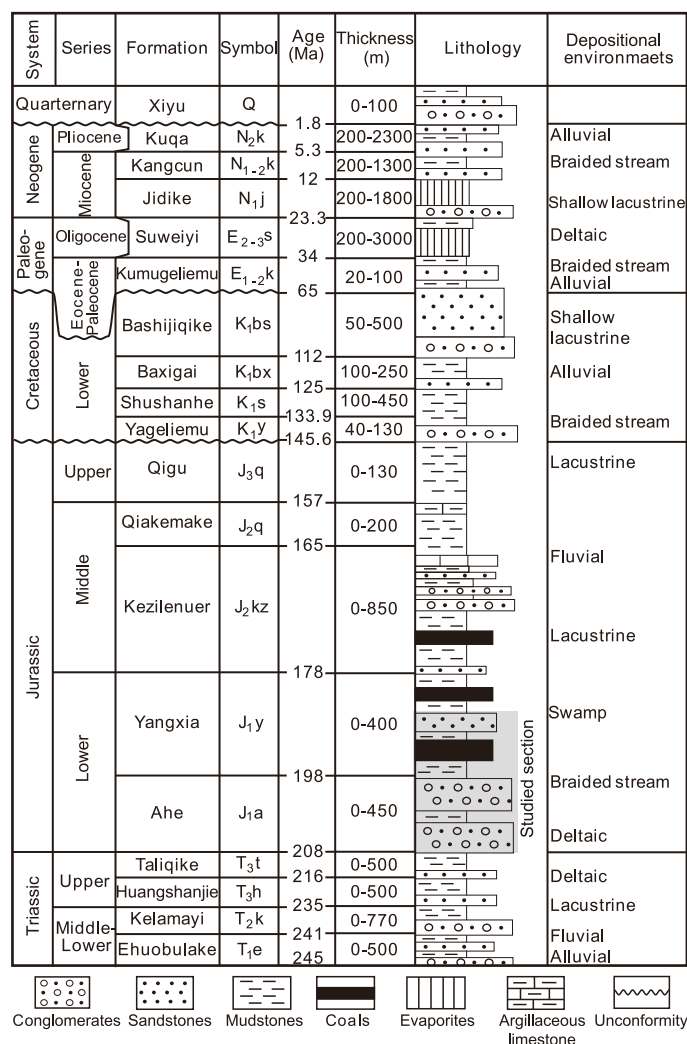 System Series Formation Symbol Age (Ma) Thickness (m) Lithology Depositional environmaets
Quarternary Xiyu Q 0-100
1.8
Neogene Pliocene Kuqa N2k 200-2300 Alluvial
5.3
Miocene Kangcun N1-2k 200-1300 Braided stream
12
Jidike N1j 200-1800 Shallow lacustrine
23.3
Paleo-gene Oligocene Suweiyi E2-3s 200-3000 Deltaic
34
Eocene-Paleocene Kumugeliemu E1-2k 20-100 Braided stream
Alluvial
65
Cretaceous Bashijiqike K1bs 50-500 Shallow lacustrine
112
Lower Baxigai K1bx 100-250 Alluvial
125
Shushanhe K1s 100-450
133.9
Yageliemu K1y 40-130 Braided stream
145.6
Jurassic Upper Qigu J3q 0-130 Lacustrine
157
Middle Qiakemake J2q 0-200
165
Fluvial
Kezilenuer J2kz 0-850
Lacustrine
178
Lower Yangxia J1y 0-400 Swamp
Studied section
198
Braided stream
Ahe J1a 0-450
Deltaic
208
Triassic Upper Taliqike T3t 0-500 Deltaic
216
Huangshanjie T3h 0-500
235
Lacustrine
Middle-Lower Kelamayi T2k 0-770
241
Fluvial
Ehuobulake T1e 0-500 Alluvial
245
Conglomerates Sandstones Mudstones Coals Evaporites Argillaceous limestone Unconformity